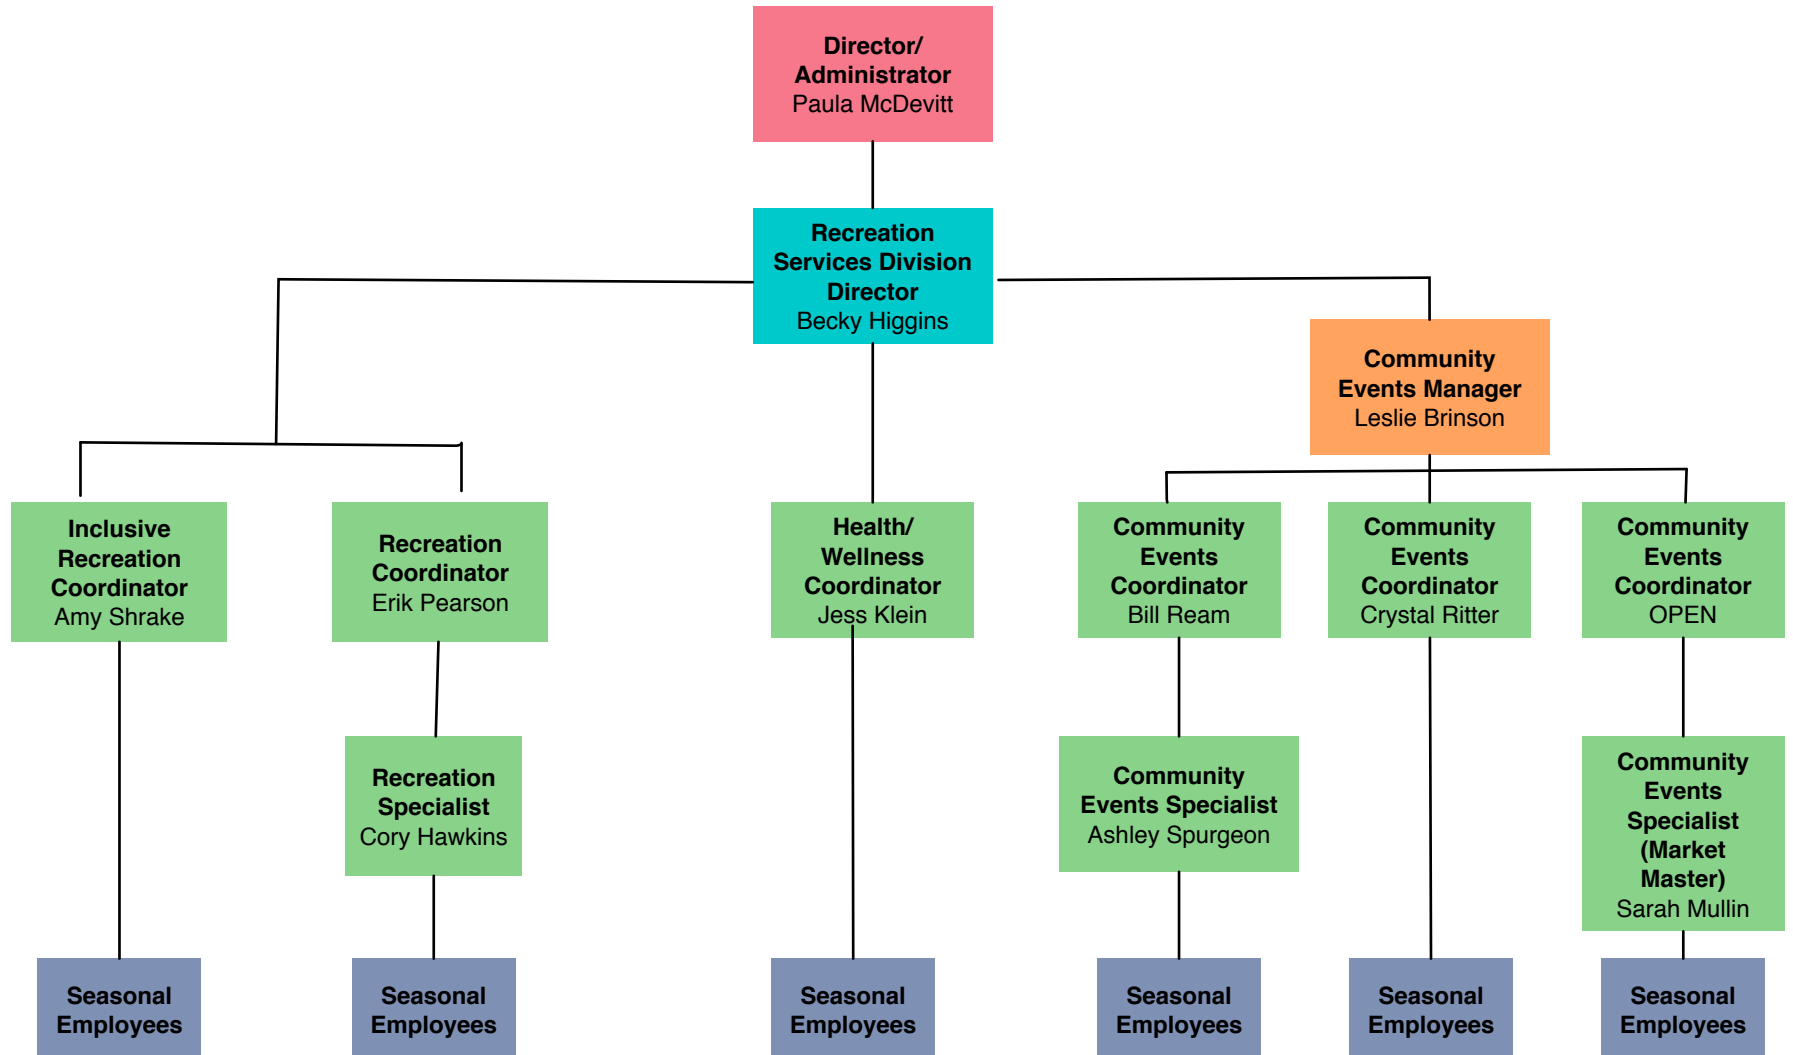 Director/
Administrator
Paula McDevitt
Recreation
Services Division
Director
Becky Higgins
Community
Events Manager
Leslie Brinson
Inclusive
Recreation
Coordinator
Amy Shrake
Recreation
Coordinator
Erik Pearson
Health/
Wellness
Coordinator
Jess Klein
Community
Events
Coordinator
Bill Ream
Community
Events
Coordinator
Crystal Ritter
Community
Events
Coordinator
OPEN
Recreation
Specialist
Cory Hawkins
Community
Events Specialist
Ashley Spurgeon
Community
Events
Specialist
(Market
Master)
Sarah Mullin
Seasonal
Employees
Seasonal
Employees
Seasonal
Employees
Seasonal
Employees
Seasonal
Employees
Seasonal
Employees